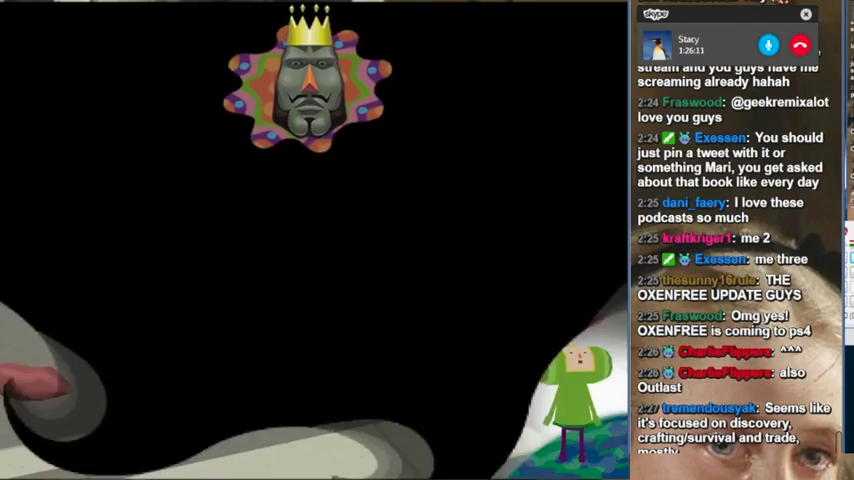 skype
Stacy
1:26:11
stream and you guys have me
screaming already hahah
2:24 Fraswood: @geekremixalot
love you guys
2:24 Exessen: You should
just pin a tweet with it or
something Mari, you get asked
about that book like every day
2:25 dani_faery: I love these
podcasts so much
2:25 kraftkriger1: me 2
2:25 Exessen: me three
2:25 thesunny16rule: THE
OXENFREE UPDATE GUYS
2:25 Fraswood: Omg yes!
OXENFREE is coming to ps4
2:26 CharlieFlippers: ^^^
2:26 CharlieFlippers: also
Outlast
2:27 tremendousyak: Seems like
it's focused on discovery,
crafting/survival and trade,
mostly